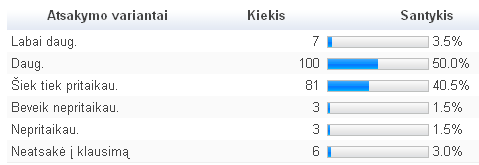 Atsakymo variantai Kiekis Santykis
Labai daug. 7 3.5%
Daug. 100 50.0%
Šiek tiek pritaikau. 81 40.5%
Beveik nepritaikau. 3 1.5%
Nepritaikau. 3 1.5%
Neatsakė į klausimą 6 3.0%